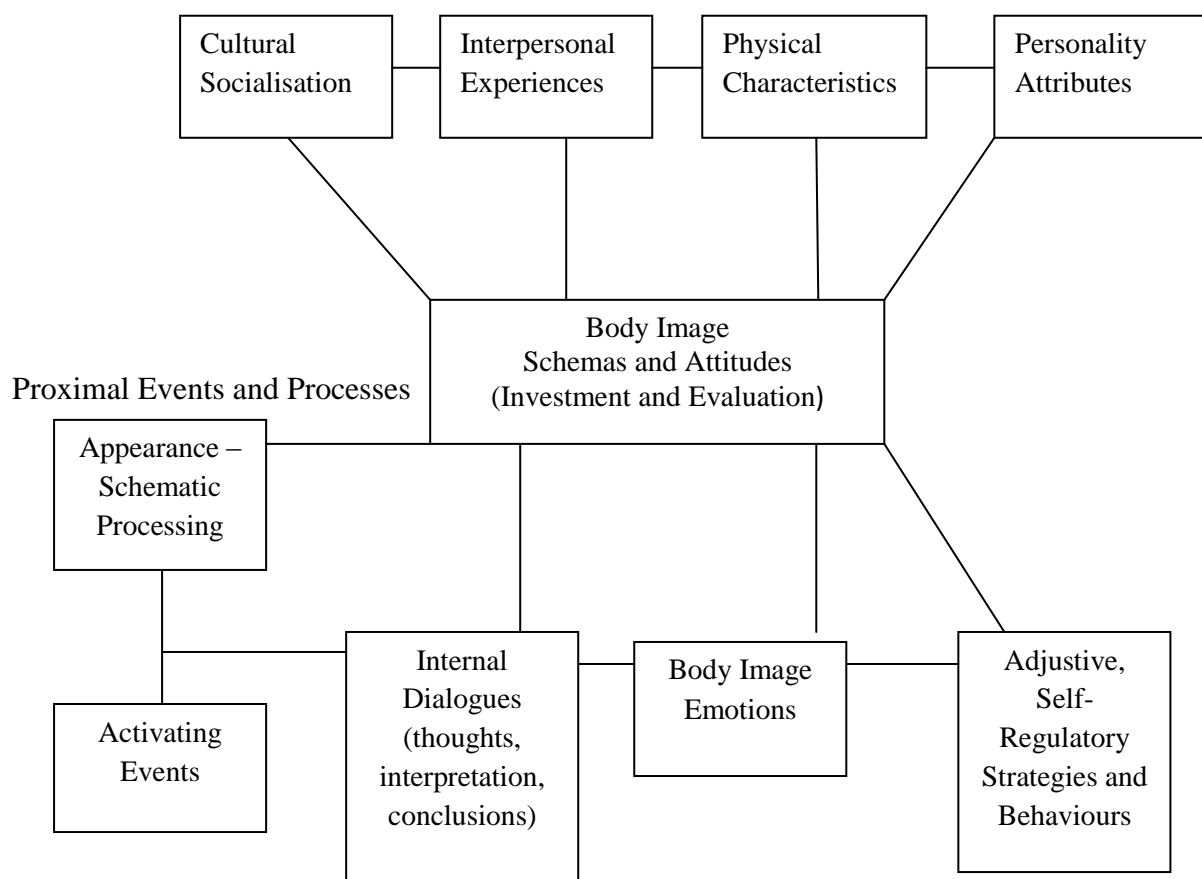 Cultural
Socialisation
Interpersonal
Experiences
Physical
Characteristics
Personality
Attributes
Body Image
Schemas and Attitudes
(Investment and Evaluation)
Proximal Events and Processes
Appearance –
Schematic
Processing
Activating
Events
Internal
Dialogues
(thoughts,
interpretation,
conclusions)
Body Image
Emotions
Adjustive,
Self-
Regulatory
Strategies and
Behaviours